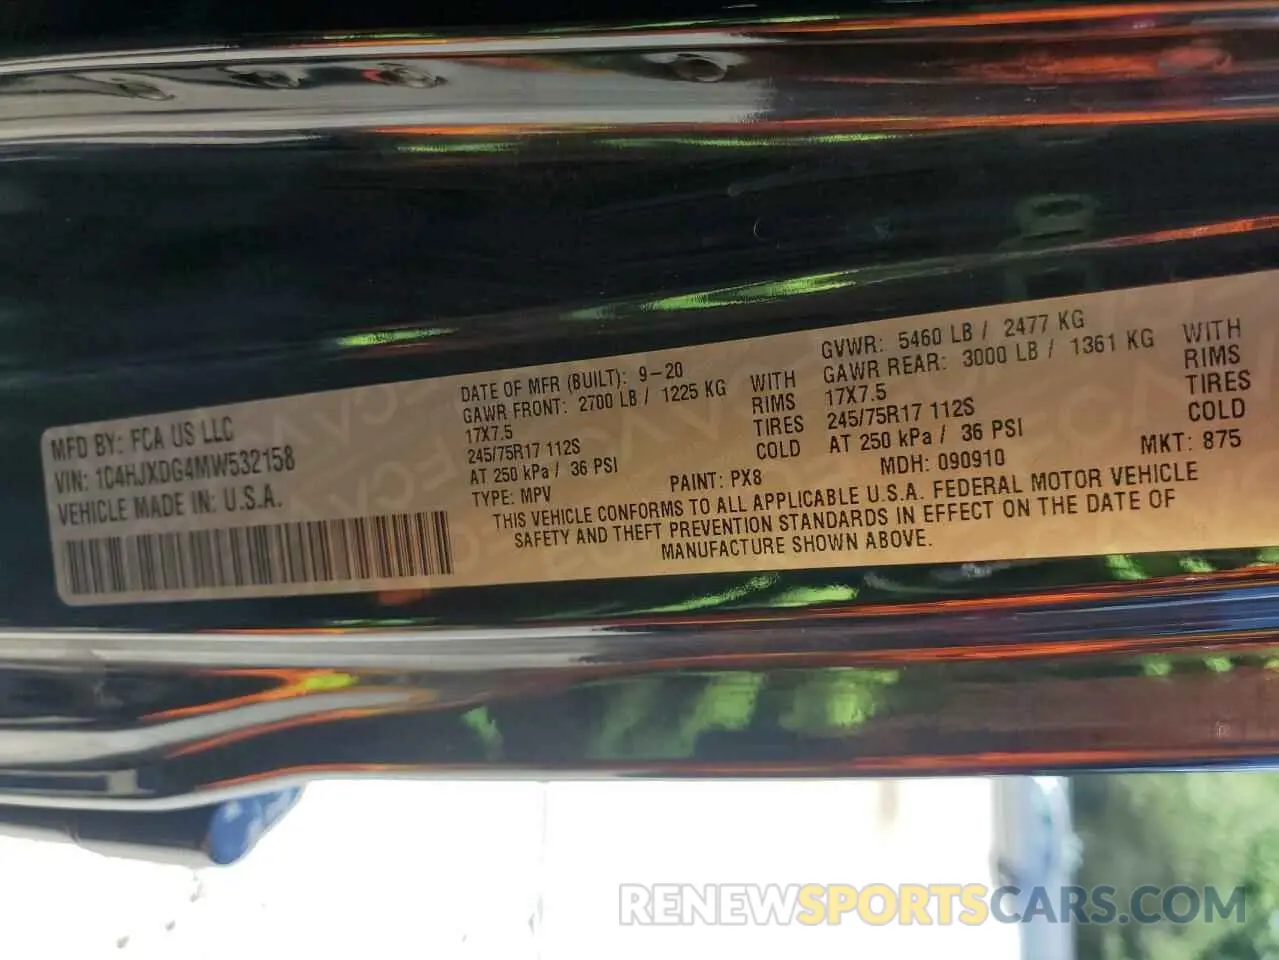 MFD BY: FCA US LLC
VIN: 1C4HJXDG4MW532158
VEHICLE MADE IN: U.S.A.
DATE OF MFR (BUILT): 9-20
GAWR FRONT: 2700 LB / 1225 KG WITH
17X7.5 RIMS
245/75R17 112S TIRES
AT 250 kPa / 36 PSI COLD
GVWR: 5460 LB / 2477 KG
GAWR REAR: 3000 LB / 1361 KG WITH
17X7.5 RIMS
245/75R17 112S TIRES
AT 250 kPa / 36 PSI COLD
TYPE: MPV PAINT: PX8 MDH: 090910 MKT: 875
THIS VEHICLE CONFORMS TO ALL APPLICABLE U.S.A. FEDERAL MOTOR VEHICLE
SAFETY AND THEFT PREVENTION STANDARDS IN EFFECT ON THE DATE OF
MANUFACTURE SHOWN ABOVE.
RENEWSPORTSCARS.COM